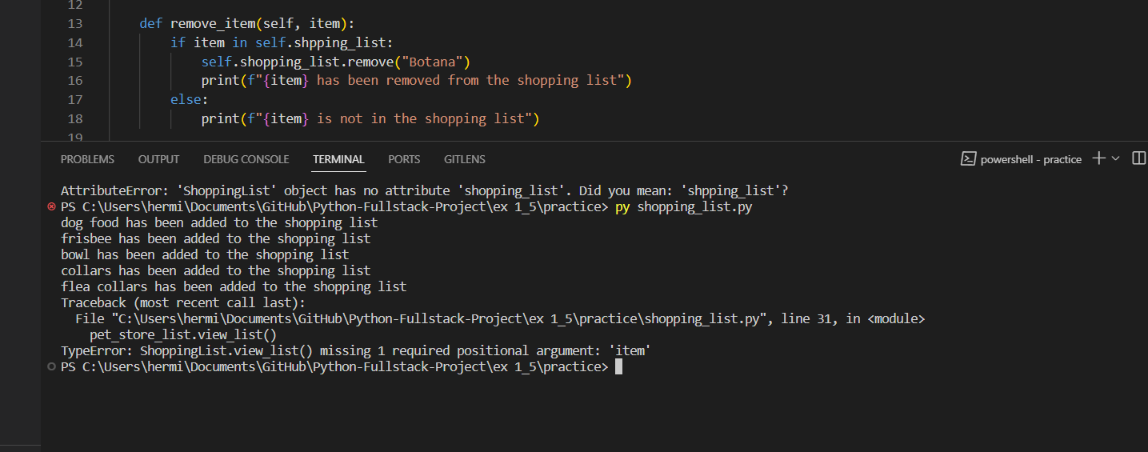 12
13 def remove_item(self, item):
14 if item in self.shpping_list:
15 self.shopping_list.remove("Botana")
16 print(f"{item} has been removed from the shopping list")
17 else:
18 print(f"{item} is not in the shopping list")
19
PROBLEMS OUTPUT DEBUG CONSOLE TERMINAL PORTS GITLENS powershell - practice
AttributeError: 'ShoppingList' object has no attribute 'shopping_list'. Did you mean: 'shpping_list'?
PS C:\Users\hermi\Documents\GitHub\Python-Fullstack-Project\ex 1_5\practice> py shopping_list.py
dog food has been added to the shopping list
frisbee has been added to the shopping list
bowl has been added to the shopping list
collars has been added to the shopping list
flea collars has been added to the shopping list
Traceback (most recent call last):
File "C:\Users\hermi\Documents\GitHub\Python-Fullstack-Project\ex 1_5\practice\shopping_list.py", line 31, in <module>
pet_store_list.view_list()
TypeError: ShoppingList.view_list() missing 1 required positional argument: 'item'
PS C:\Users\hermi\Documents\GitHub\Python-Fullstack-Project\ex 1_5\practice>